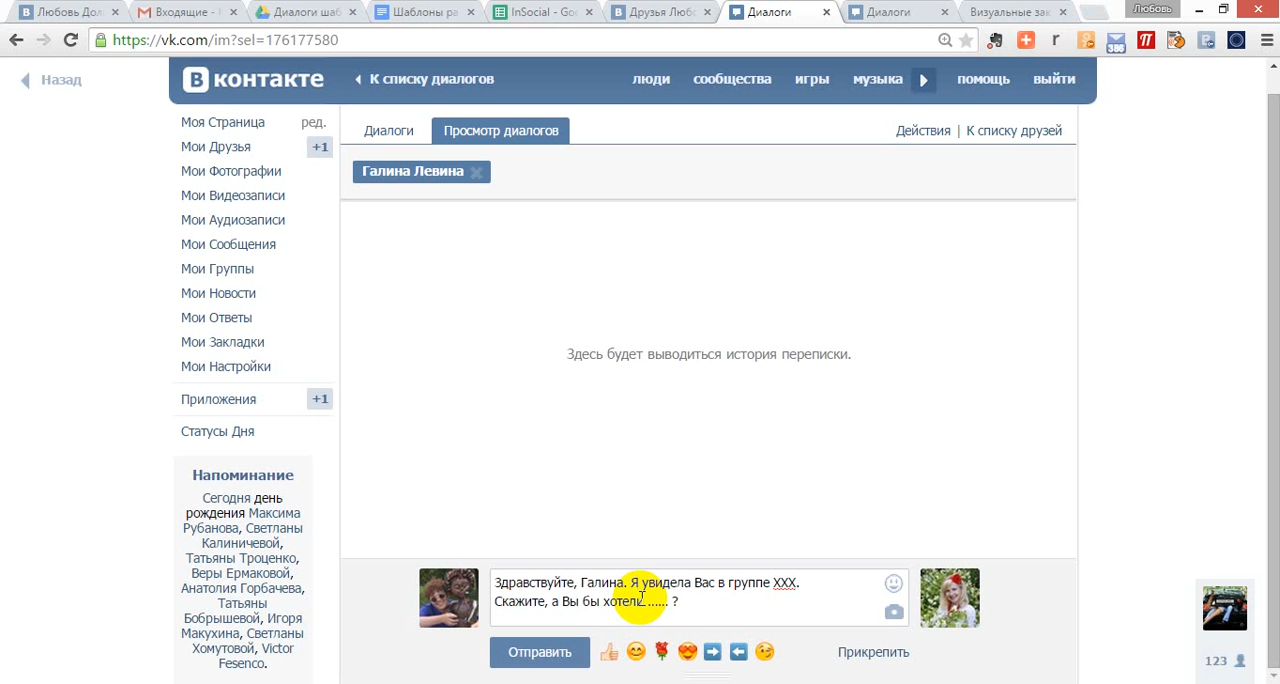 Любовь Дол
Входящие -
Диалоги шаб
Шаблоны ра
InSocial - Goo
Друзья Любо
Диалоги
Диалоги
Визуальные зак
Любовь
https://vk.com/im?sel=176177580
386
Назад
В контакте
К списку диалогов
люди
сообщества
игры
музыка
помощь
выйти
Моя Страница
ред.
Мои Друзья
+1
Мои Фотографии
Мои Видеозаписи
Мои Аудиозаписи
Мои Сообщения
Мои Группы
Мои Новости
Мои Ответы
Мои Закладки
Мои Настройки
Приложения
+1
Статусы Дня
Напоминание
Сегодня день
рождения Максима
Рубанова, Светланы
Калиничевой,
Татьяны Троценко,
Веры Ермаковой,
Анатолия Горбачева,
Татьяны
Бобрышевой, Игоря
Макухина, Светланы
Хомутовой, Victor
Fesenco.
Диалоги
Просмотр диалогов
Действия | К списку друзей
Галина Левина
Здесь будет выводиться история переписки.
Здравствуйте, Галина. Я увидела Вас в группе XXX.
Скажите, а Вы бы хотели ...... ?
Отправить
Прикрепить
123